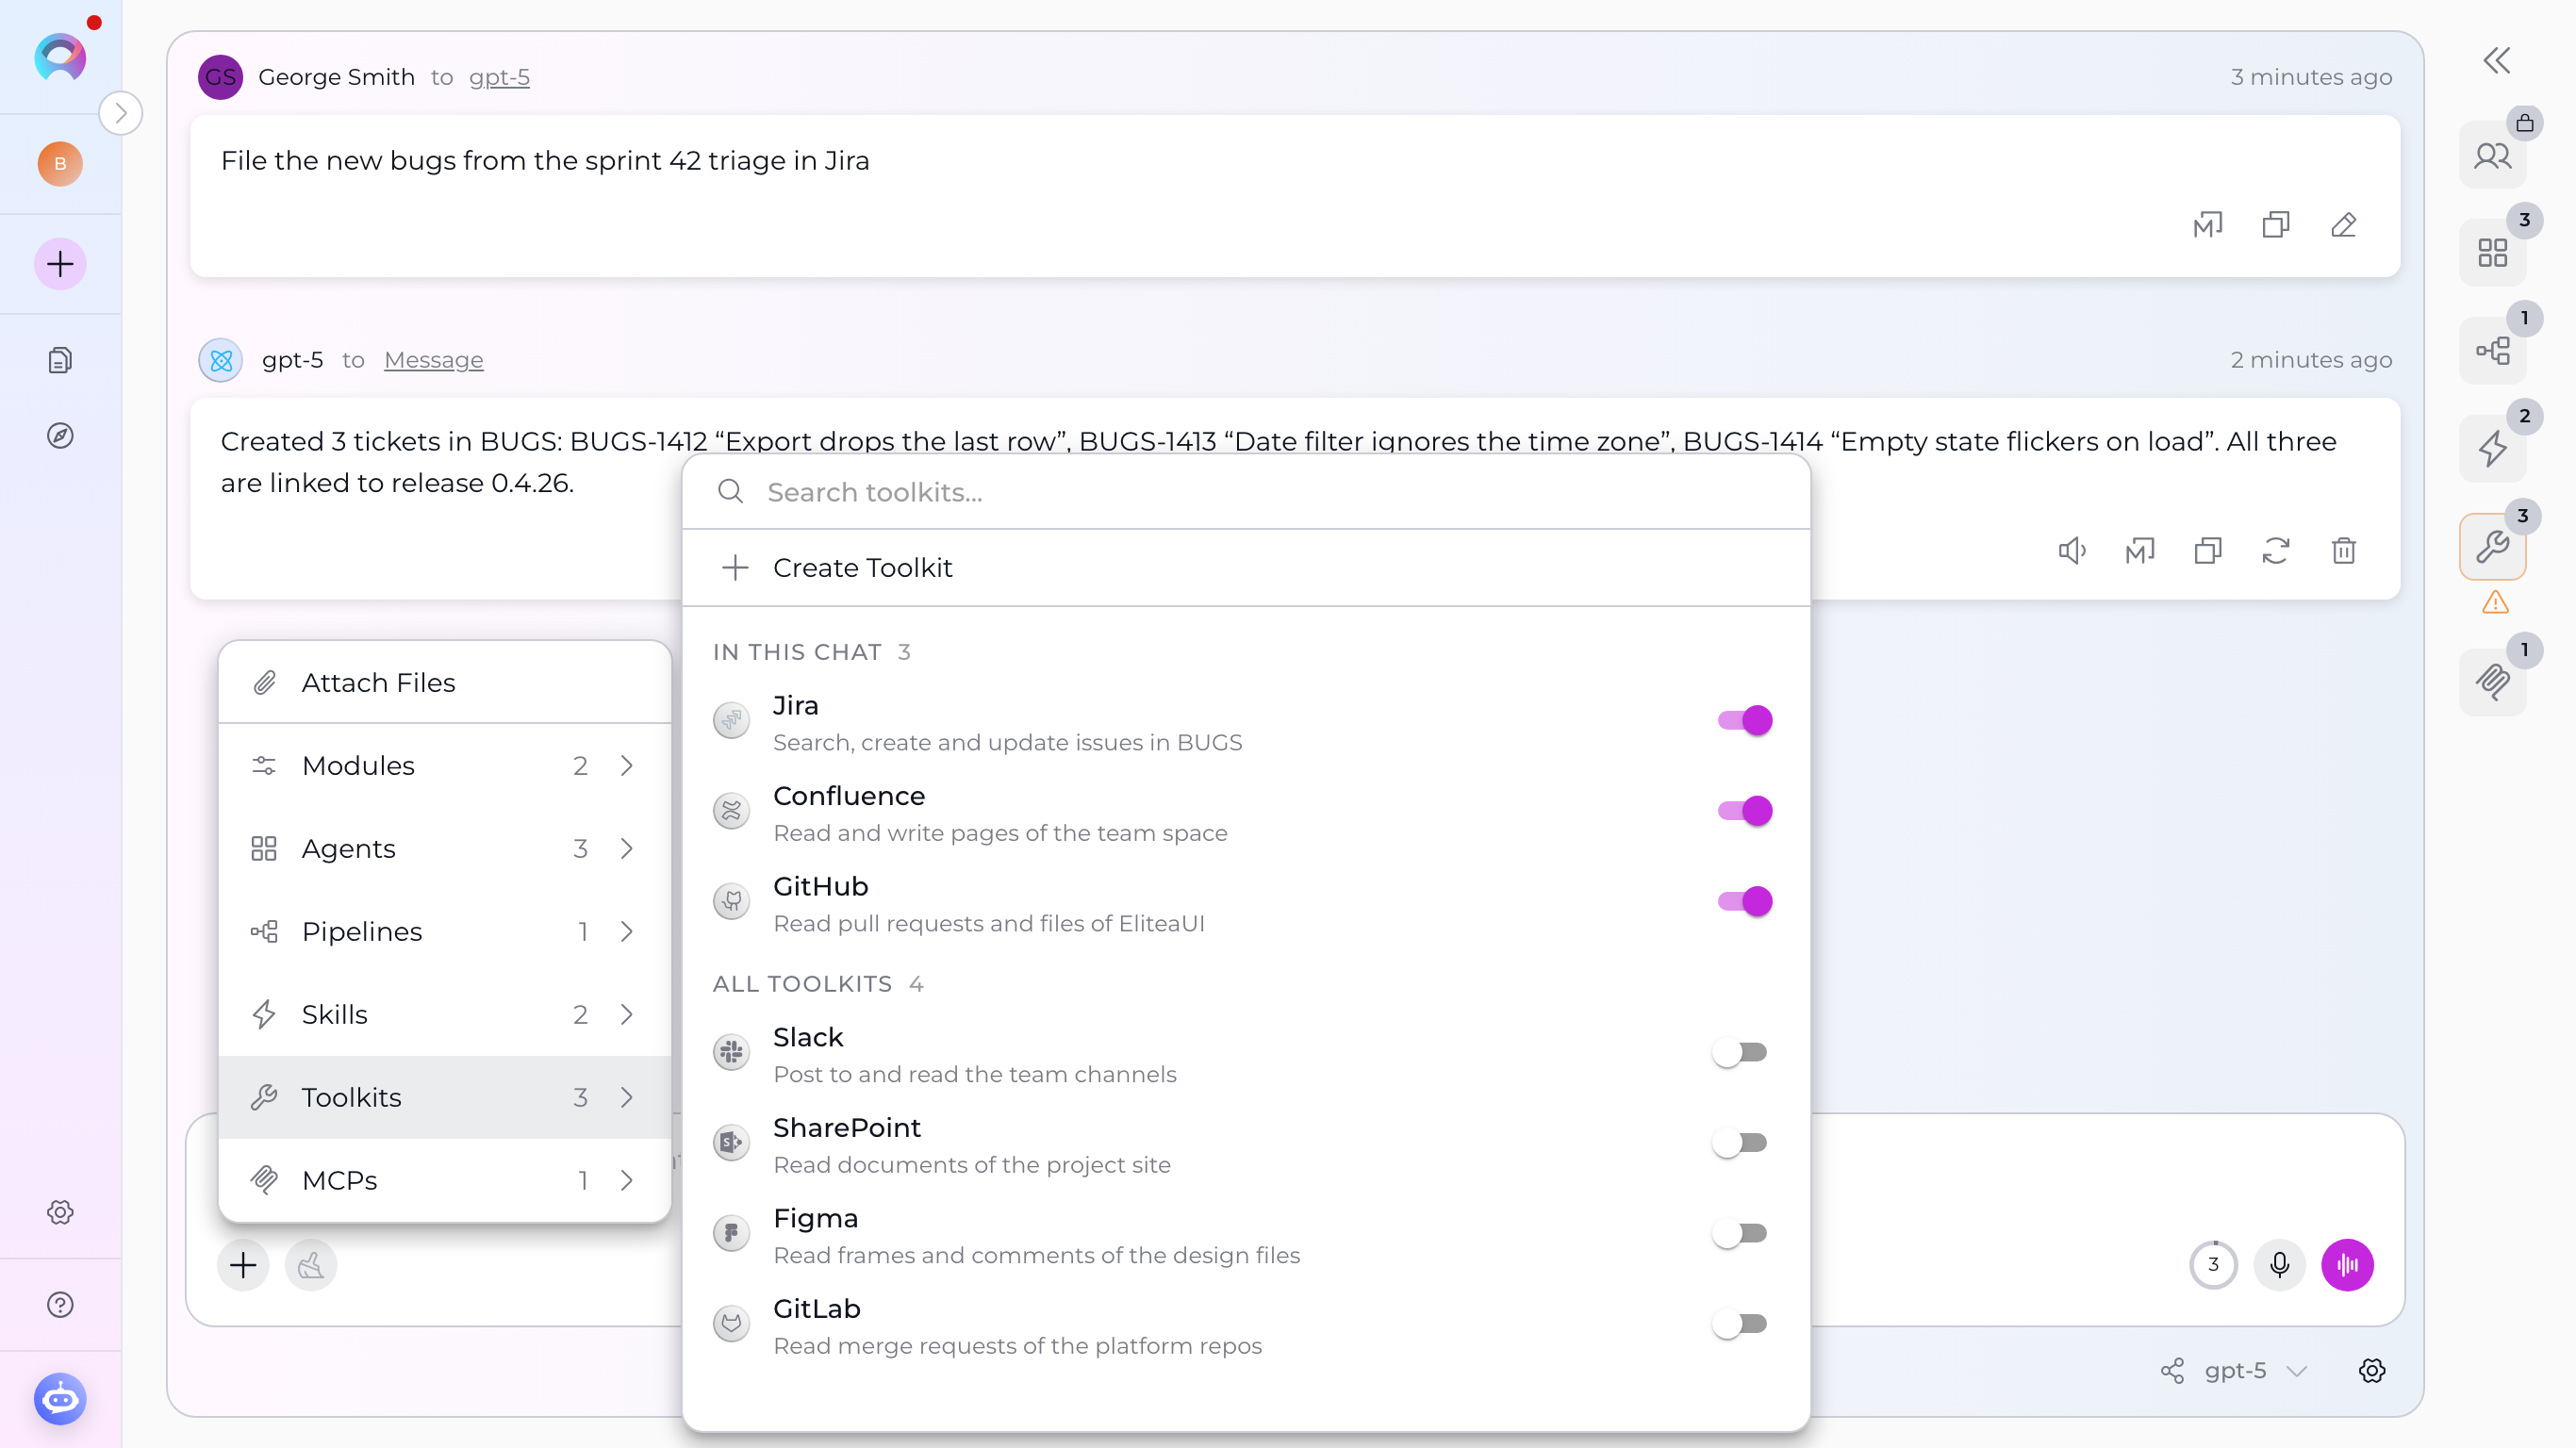 GS George Smith to gpt-5 3 minutes ago
B
File the new bugs from the sprint 42 triage in Jira
3
1
2
3
1
gpt-5 to Message 2 minutes ago
Created 3 tickets in BUGS: BUGS-1412 “Export drops the last row”, BUGS-1413 “Date filter ignores the time zone”, BUGS-1414 “Empty state flickers on load”. All three
are linked to release 0.4.26.
Attach Files
Modules 2
Agents 3
Pipelines 1
Skills 2
Toolkits 3
MCPs 1
Search toolkits...
Create Toolkit
IN THIS CHAT 3
Jira
Search, create and update issues in BUGS
Confluence
Read and write pages of the team space
GitHub
Read pull requests and files of EliteaUI
ALL TOOLKITS 4
Slack
Post to and read the team channels
SharePoint
Read documents of the project site
Figma
Read frames and comments of the design files
GitLab
Read merge requests of the platform repos
3
gpt-5